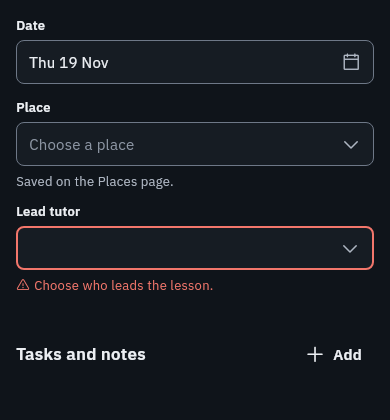 Date
Thu 19 Nov
Place
Choose a place
Saved on the Places page.
Lead tutor
Choose who leads the lesson.
Tasks and notes
Add